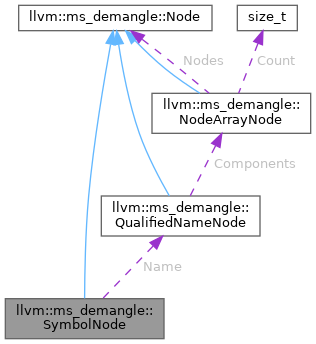 llvm::ms_demangle::Node
size_t
Nodes
Count
llvm::ms_demangle::
NodeArrayNode
Components
llvm::ms_demangle::
QualifiedNameNode
Name
llvm::ms_demangle::
SymbolNode